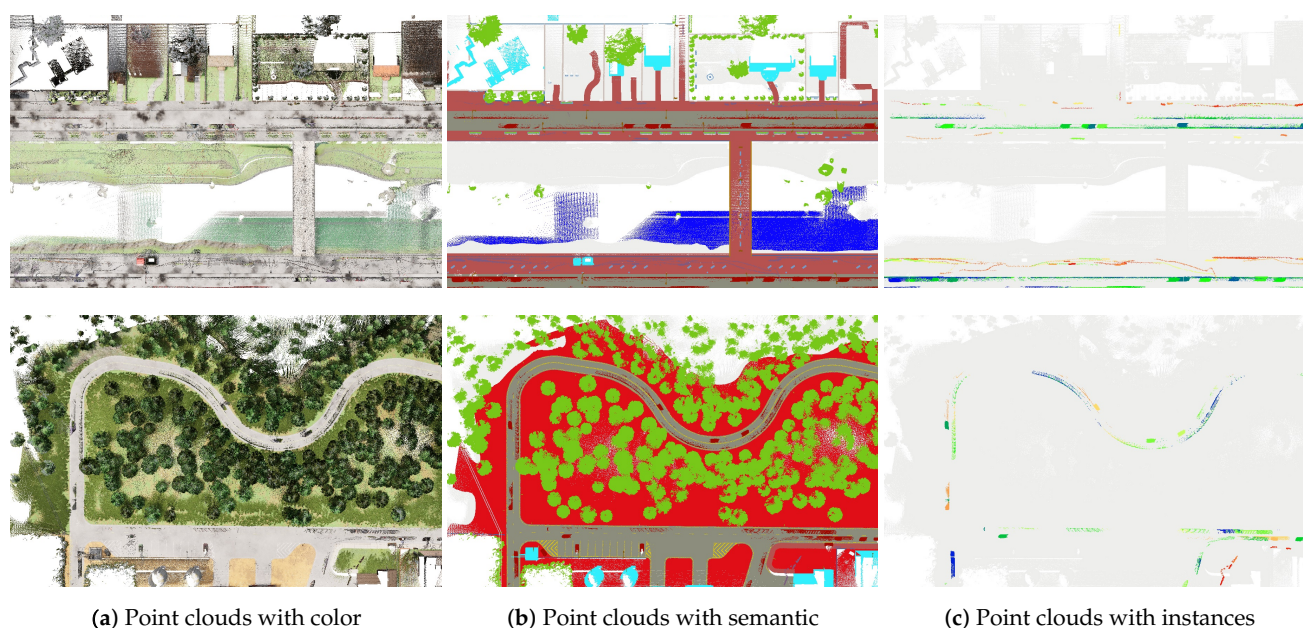 (a) Point clouds with color
(b) Point clouds with semantic
(c) Point clouds with instances